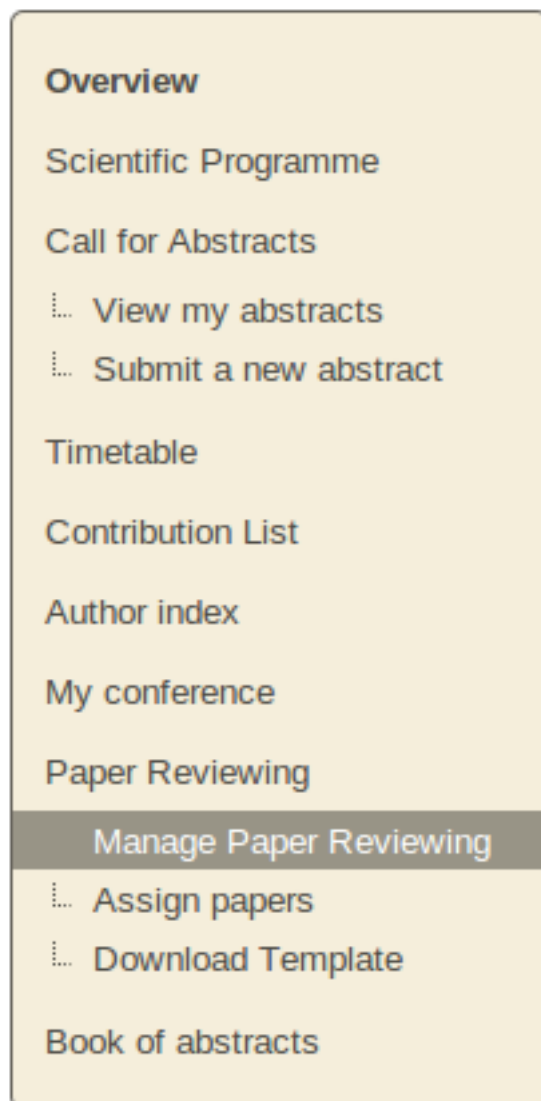 Overview
Scientific Programme
Call for Abstracts
View my abstracts
Submit a new abstract
Timetable
Contribution List
Author index
My conference
Paper Reviewing
Manage Paper Reviewing
Assign papers
Download Template
Book of abstracts